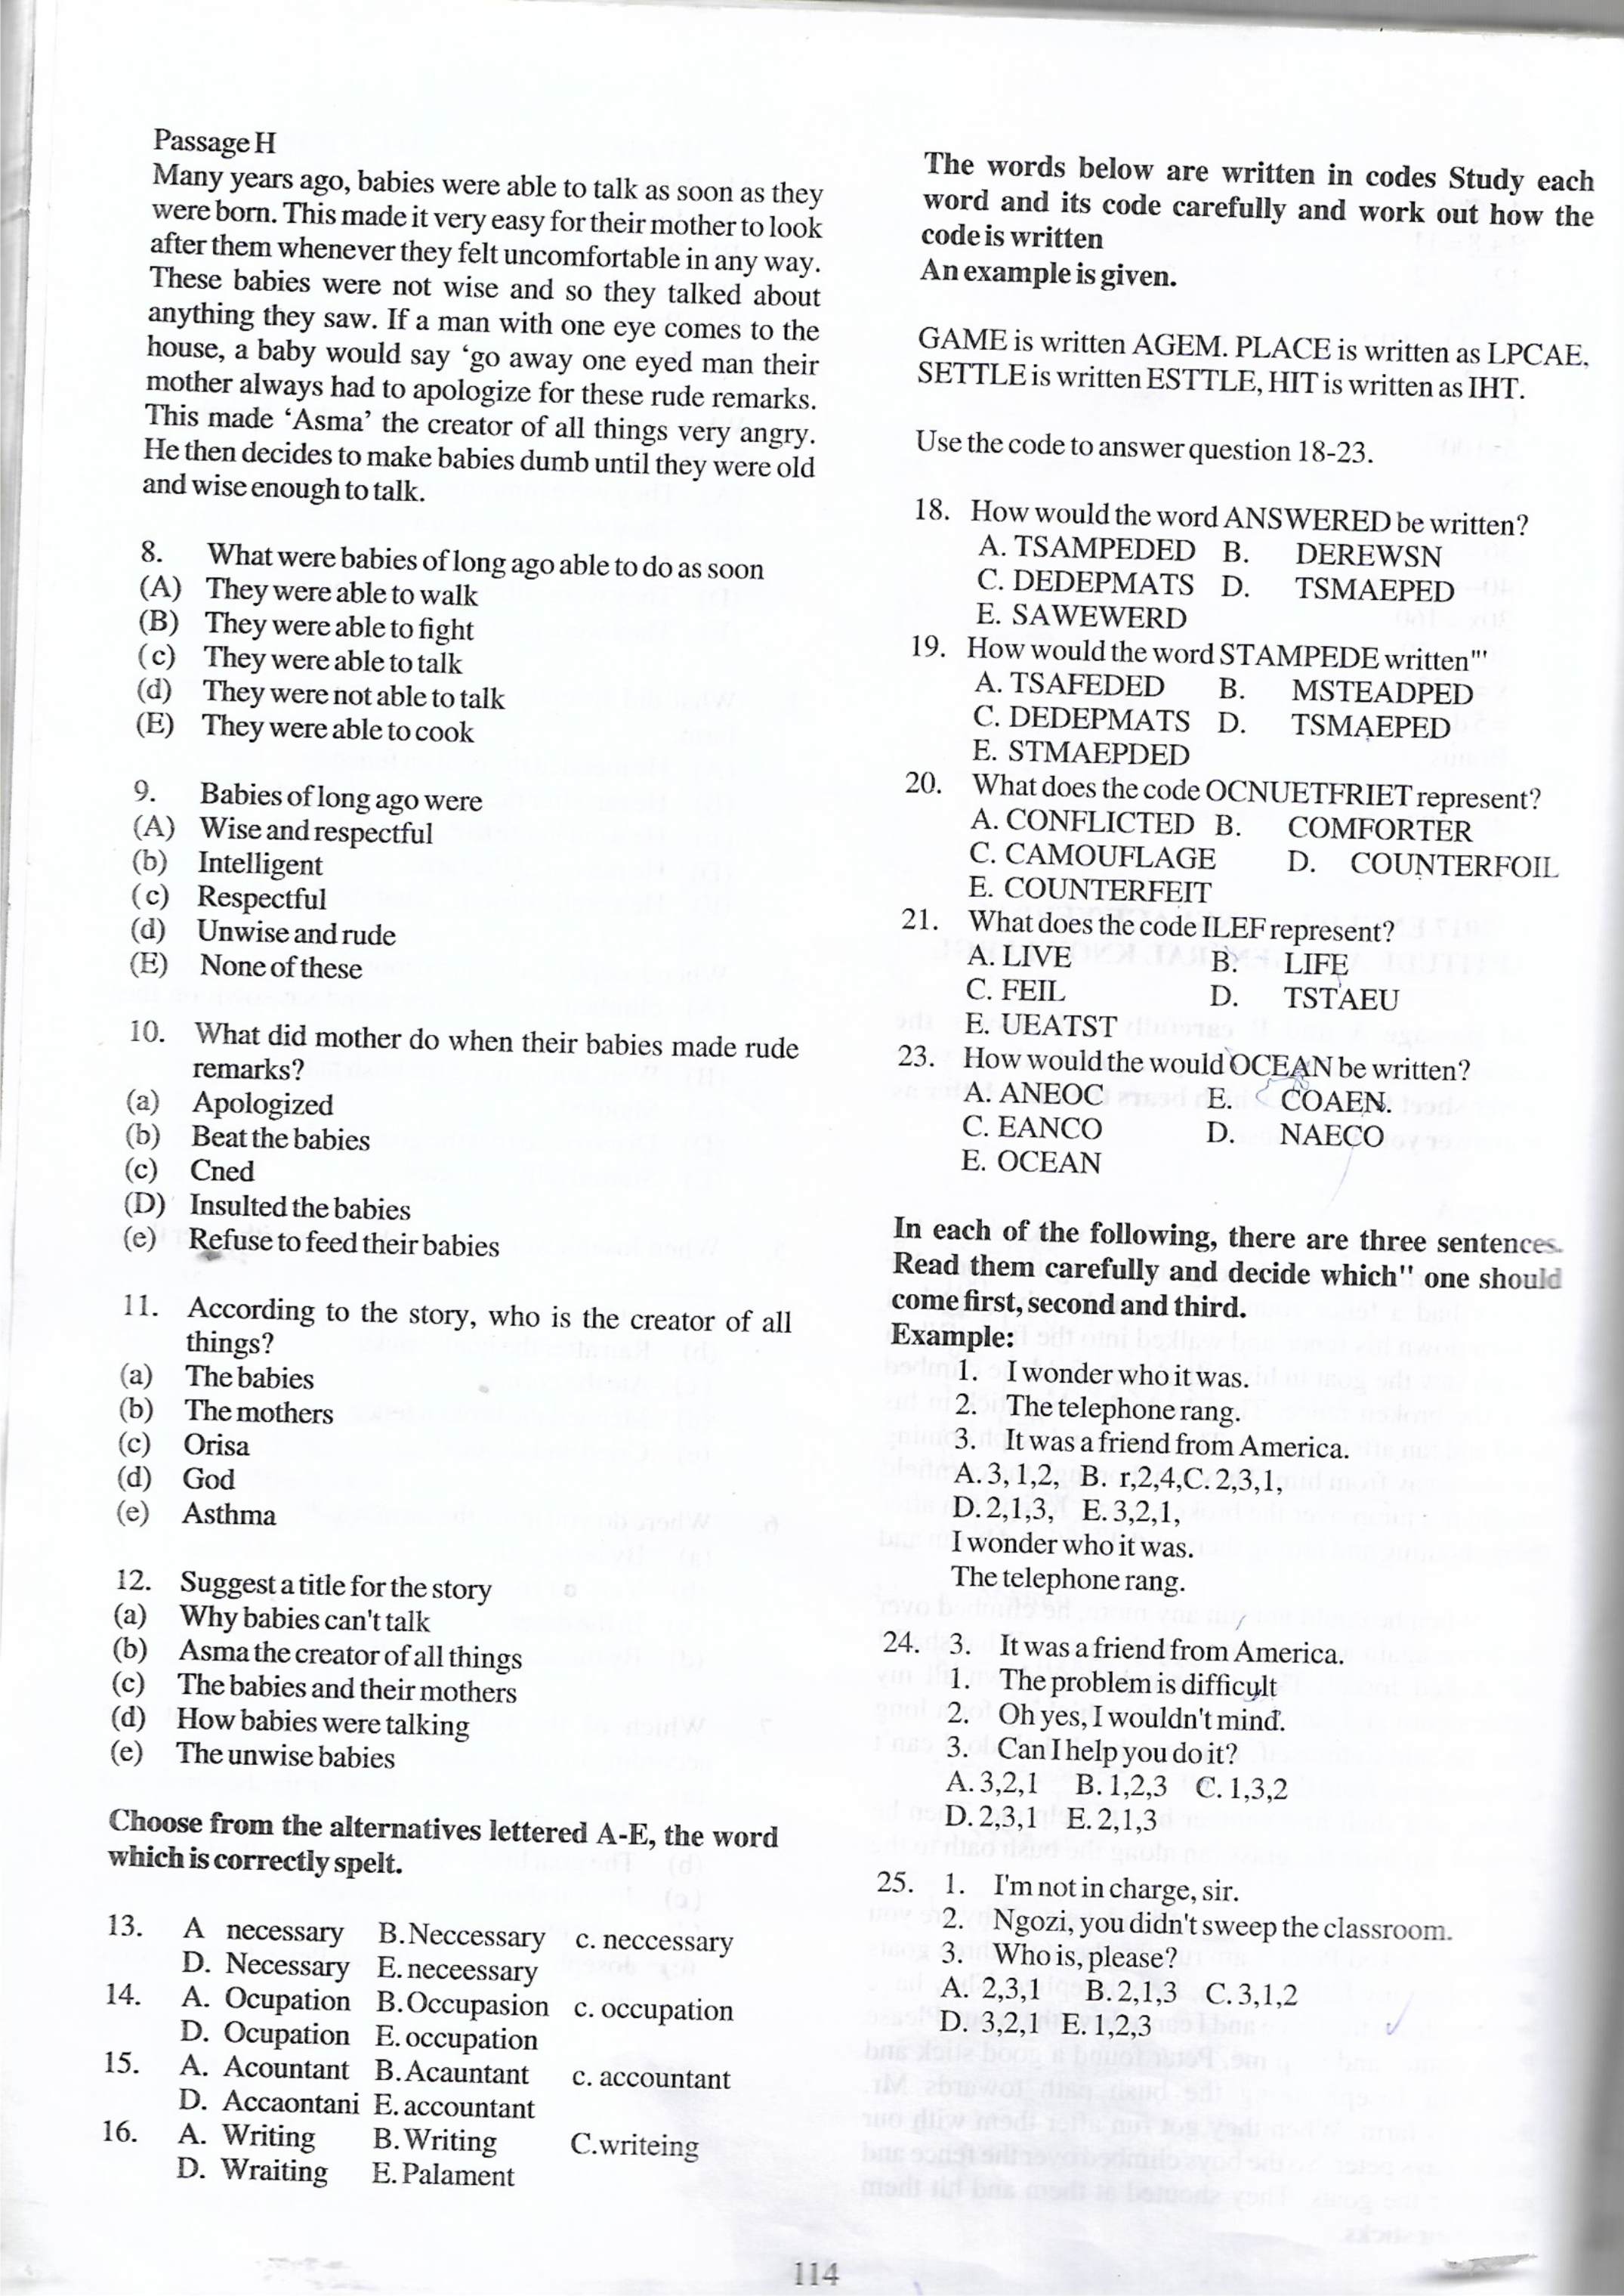 Passage H
Many years ago, babies were able to talk as soon as they
were born. This made it very easy for their mother to look
after them whenever they felt uncomfortable in any way.
These babies were not wise and so they talked about
anything they saw. If a man with one eye comes to the
house, a baby would say ‘go away one eyed man their
mother always had to apologize for these rude remarks.
This made ‘Asma’ the creator of all things very angry.
He then decides to make babies dumb until they were old
and wise enough to talk.
8. What were babies of long ago able to do as soon
(A) They were able to walk
(B) They were able to fight
(c) They were able to talk
(d) They were not able to talk
(E) They were able to cook
9. Babies of long ago were
(A) Wise and respectful
(b) Intelligent
(c) Respectful
(d) Unwise and rude
(E) None of these
10. What did mother do when their babies made rude
remarks?
(a) Apologized
(b) Beat the babies
(c) Cned
(D) Insulted the babies
(e) Refuse to feed their babies
11. According to the story, who is the creator of all
things?
(a) The babies
(b) The mothers
(c) Orisa
(d) God
(e) Asthma
12. Suggest a title for the story
(a) Why babies can't talk
(b) Asma the creator of all things
(c) The babies and their mothers
(d) How babies were talking
(e) The unwise babies
Choose from the alternatives lettered A-E, the word
which is correctly spelt.
13. A necessary B.Neccessary c. neccessary
D. Necessary E. neceessary
14. A. Ocupation B.Occupasion c. occupation
D. Ocupation E. occupation
15. A. Acountant B.Acauntant c. accountant
D. Accaontani E. accountant
16. A. Writing B.Writing C.writeing
D. Wraiting E. Palament
The words below are written in codes Study each
word and its code carefully and work out how the
code is written
An example is given.
GAME is written AGEM. PLACE is written as LPCAE,
SETTLE is written ESTTLE, HIT is written as IHT.
Use the code to answer question 18-23.
18. How would the word ANSWERED be written?
A. TSAMPEDED B. DEREWSN
C. DEDEPMATS D. TSMAEPED
E. SAWEWERD
19. How would the word STAMPEDE written"'
A. TSAFEDED B. MSTEADPED
C. DEDEPMATS D. TSMAEPED
E. STMAEPDED
20. What does the code OCNUETFRIET represent?
A. CONFLICTED B. COMFORTER
C. CAMOUFLAGE D. COUNTERFOIL
E. COUNTERFEIT
21. What does the code ILEF represent?
A. LIVE B. LIFE
C. FEIL D. TSTAEU
E. UEATST
23. How would the would OCEAN be written?
A. ANEOC E. COAEN.
C. EANCO D. NAECO
E. OCEAN
In each of the following, there are three sentences.
Read them carefully and decide which" one should
come first, second and third.
Example:
1. I wonder who it was.
2. The telephone rang.
3. It was a friend from America.
A. 3,1,2, B. r,2,4,C. 2,3,1,
D. 2,1,3, E. 3,2,1,
I wonder who it was.
The telephone rang.
24. 3. It was a friend from America.
1. The problem is difficult
2. Oh yes, I wouldn't mind.
3. Can I help you do it?
A. 3,2,1 B. 1,2,3 C. 1,3,2
D. 2,3,1 E. 2,1,3
25. 1. I'm not in charge, sir.
2. Ngozi, you didn't sweep the classroom.
3. Who is, please?
A. 2,3,1 B. 2,1,3 C. 3,1,2
D. 3,2,1 E. 1,2,3
114